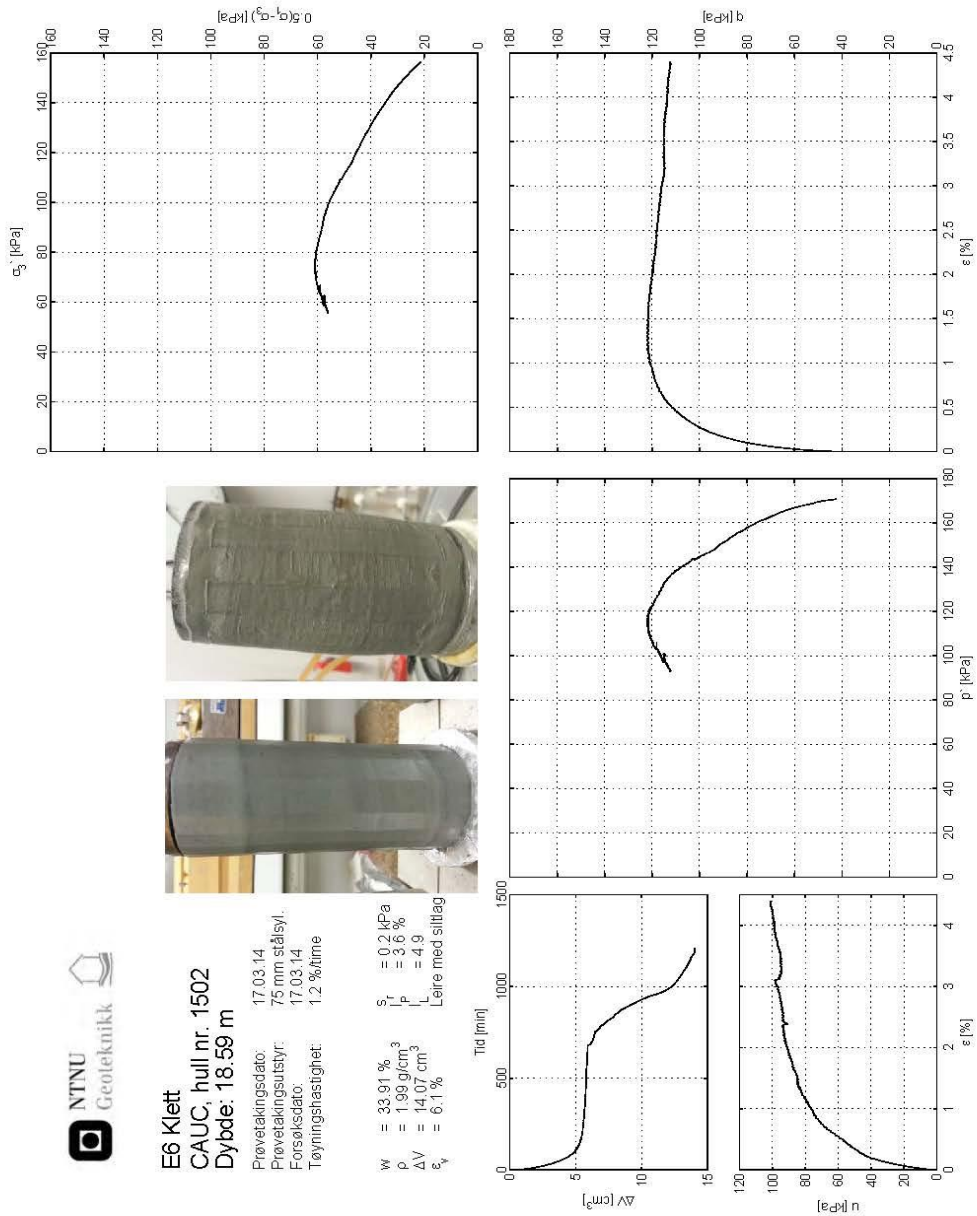 NTNU
Geoteknikk
E6 Klett
CAUC, hull nr. 1502
Dybde: 18.59 m
Prøvetakingsdato: 17.03.14
Prøvetakingsutstyr: 75 mm stålsyl.
Forsøksdato: 17.03.14
Tøyningshastighet: 1.2 %/time
w = 33.91 % s_r = 0.2 kPa
ρ = 1.99 g/cm³ I_P = 3.6 %
ΔV = 14.07 cm³ I_L = 4.9
ε_v = 6.1 % Leire med siltlag
σ₃' [kPa]
0 20 40 60 80 100 120 140 160
0.5(σ₁-σ₃) [kPa]
160
140
120
100
80
60
40
20
0
Tid [min]
0 500 1000 1500
ΔV [cm³]
0
5
10
15
u [kPa]
120
100
80
60
40
20
0
0 1 2 3 4
ε [%]
0 20 40 60 80 100 120 140 160 180
p' [kPa]
q [kPa]
180
160
140
120
100
80
60
40
20
0
0 0.5 1 1.5 2 2.5 3 3.5 4 4.5
ε [%]